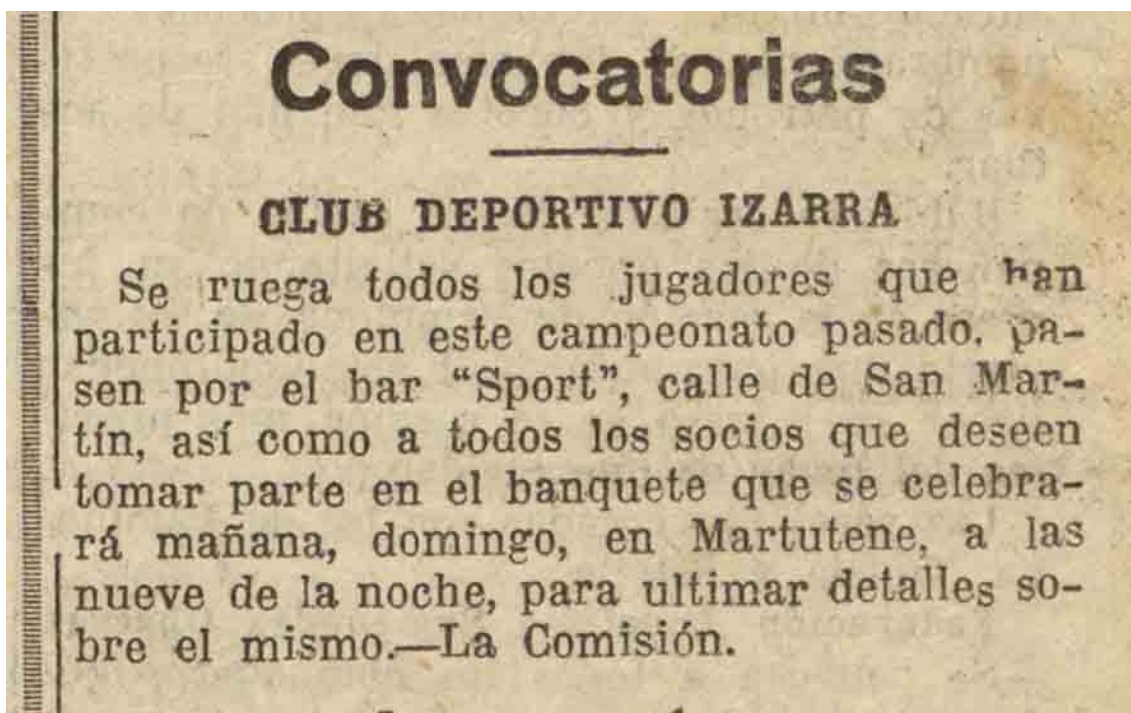 Convocatorias
CLUB DEPORTIVO IZARRA
Se ruega todos los jugadores que han
participado en este campeonato pasado, pa-
sen por el bar “Sport”, calle de San Mar-
tín, así como a todos los socios que deseen
tomar parte en el banquete que se celebra-
rá mañana, domingo, en Martutene, a las
nueve de la noche, para ultimar detalles so-
bre el mismo.—La Comisión.